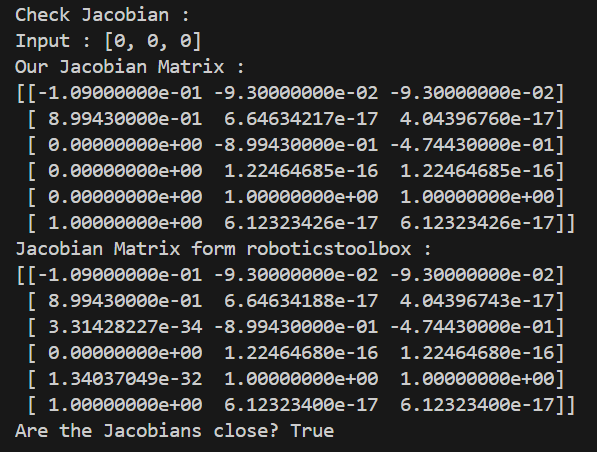 Check Jacobian :
Input : [0, 0, 0]
Our Jacobian Matrix :
[[-1.09000000e-01 -9.30000000e-02 -9.30000000e-02]
 [ 8.99430000e-01  6.64634217e-17  4.04396760e-17]
 [ 0.00000000e+00 -8.99430000e-01 -4.74430000e-01]
 [ 0.00000000e+00  1.22464685e-16  1.22464685e-16]
 [ 0.00000000e+00  1.00000000e+00  1.00000000e+00]
 [ 1.00000000e+00  6.12323426e-17  6.12323426e-17]]
Jacobian Matrix form roboticstoolbox :
[[-1.09000000e-01 -9.30000000e-02 -9.30000000e-02]
 [ 8.99430000e-01  6.64634188e-17  4.04396743e-17]
 [ 3.31428227e-34 -8.99430000e-01 -4.74430000e-01]
 [ 0.00000000e+00  1.22464680e-16  1.22464680e-16]
 [ 1.34037049e-32  1.00000000e+00  1.00000000e+00]
 [ 1.00000000e+00  6.12323400e-17  6.12323400e-17]]
Are the Jacobians close? True